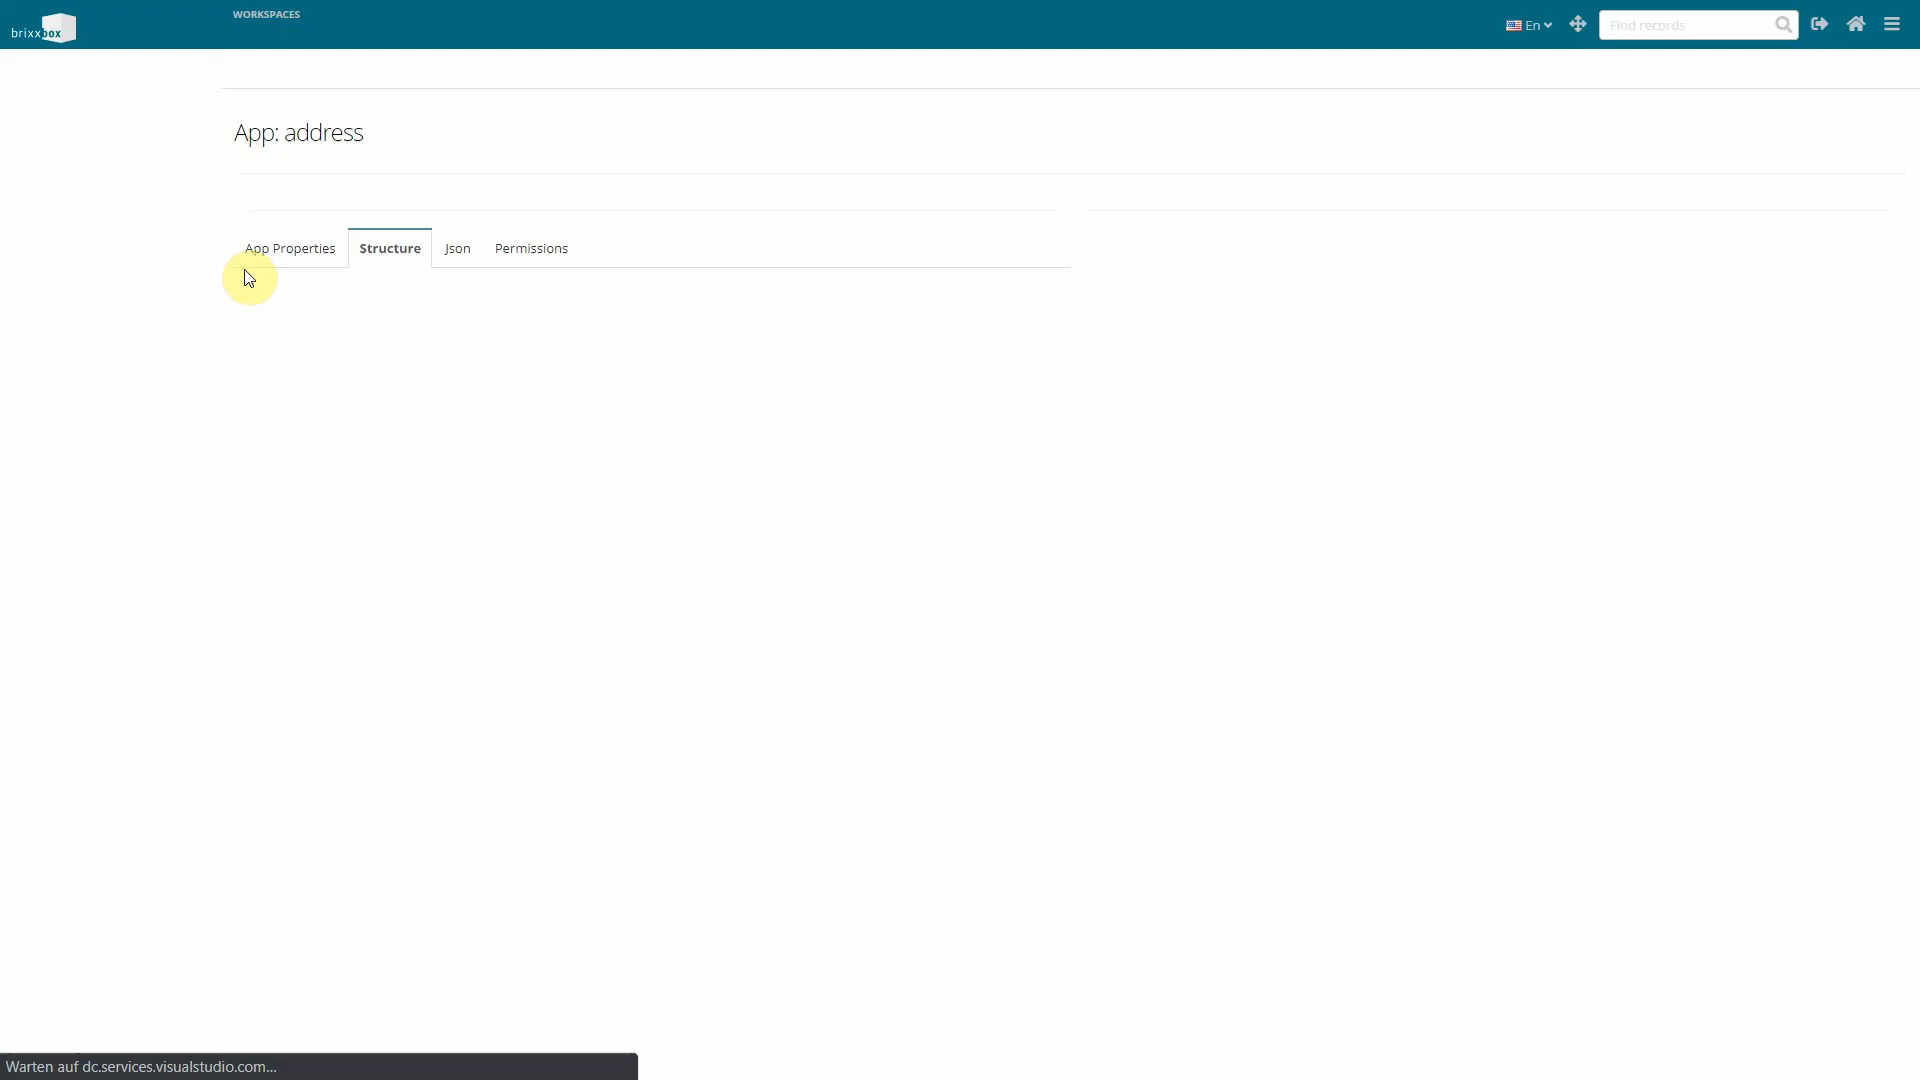 WORKSPACES
brixxbox
En
Find records
App: address
App Properties
Structure
Json
Permissions
Warten auf dc.services.visualstudio.com...